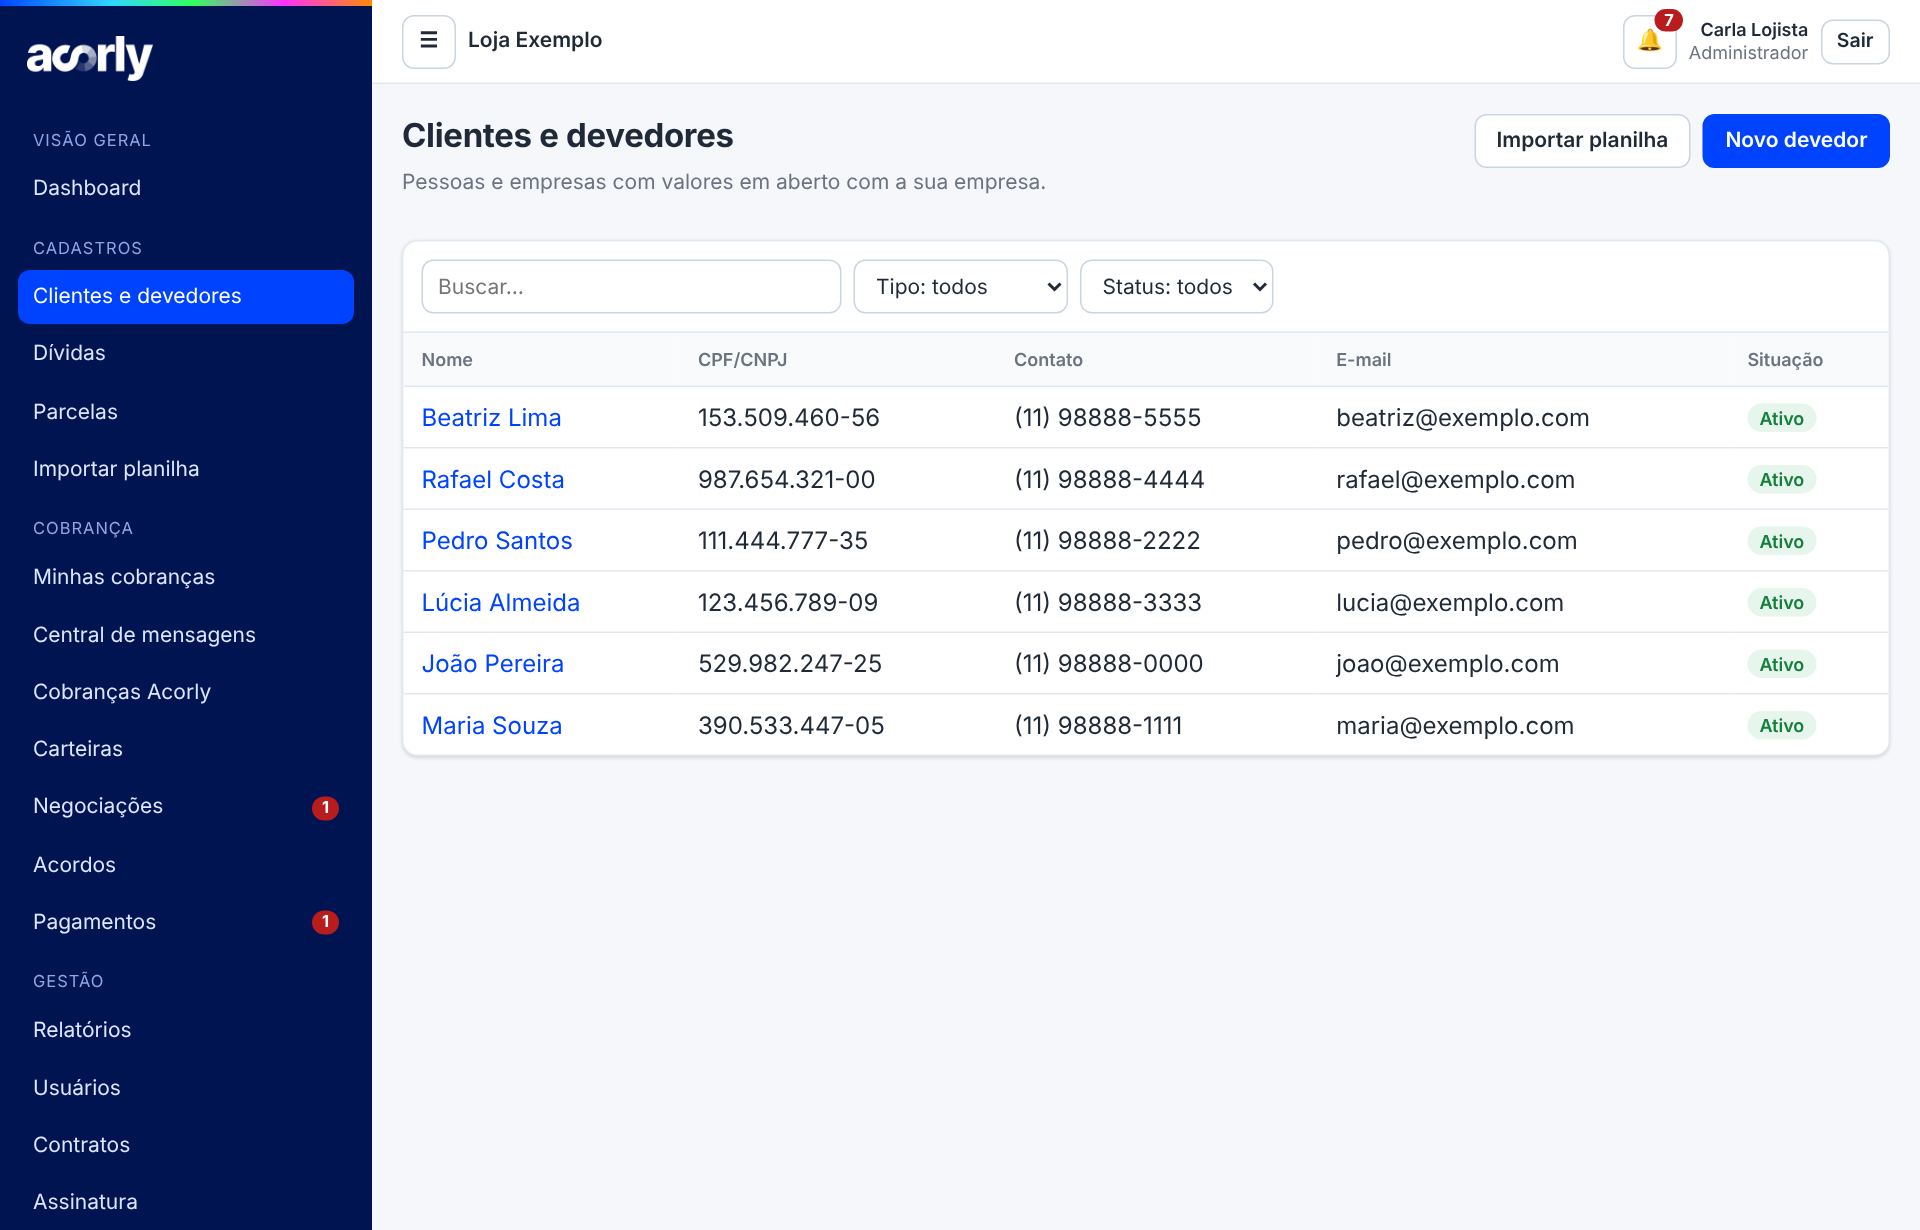 acorly
VISÃO GERAL
Dashboard
CADASTROS
Clientes e devedores
Dívidas
Parcelas
Importar planilha
COBRANÇA
Minhas cobranças
Central de mensagens
Cobranças Acorly
Carteiras
Negociações 1
Acordos
Pagamentos 1
GESTÃO
Relatórios
Usuários
Contratos
Assinatura
Loja Exemplo
7
Carla Lojista
Administrador
Sair
Clientes e devedores
Pessoas e empresas com valores em aberto com a sua empresa.
Importar planilha
Novo devedor
Buscar... Tipo: todos Status: todos
Nome CPF/CNPJ Contato E-mail Situação
Beatriz Lima 153.509.460-56 (11) 98888-5555 beatriz@exemplo.com Ativo
Rafael Costa 987.654.321-00 (11) 98888-4444 rafael@exemplo.com Ativo
Pedro Santos 111.444.777-35 (11) 98888-2222 pedro@exemplo.com Ativo
Lúcia Almeida 123.456.789-09 (11) 98888-3333 lucia@exemplo.com Ativo
João Pereira 529.982.247-25 (11) 98888-0000 joao@exemplo.com Ativo
Maria Souza 390.533.447-05 (11) 98888-1111 maria@exemplo.com Ativo